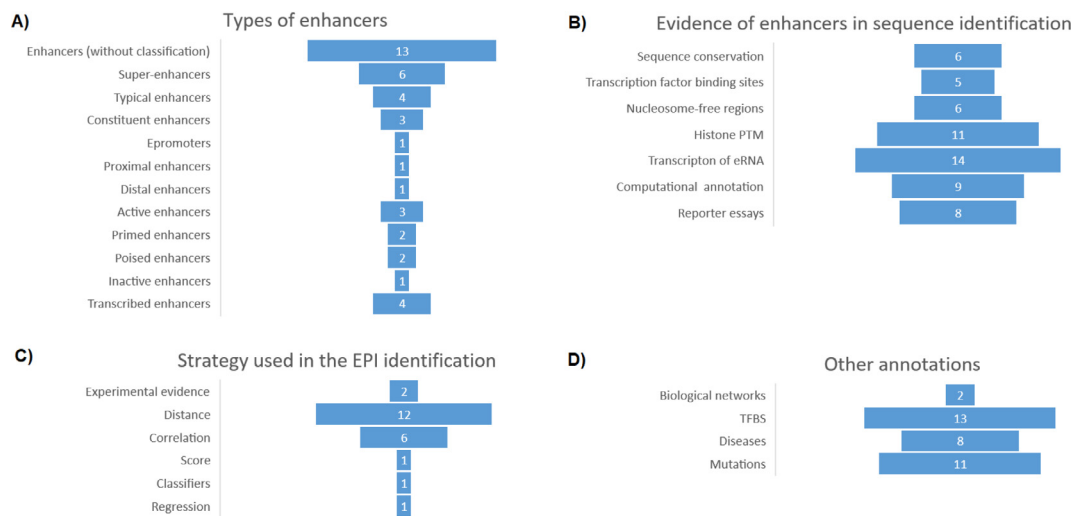 A)
Types of enhancers
Enhancers (without classification) 13
Super-enhancers 6
Typical enhancers 4
Constituent enhancers 3
Epromoters 1
Proximal enhancers 1
Distal enhancers 1
Active enhancers 3
Primed enhancers 2
Poised enhancers 2
Inactive enhancers 1
Transcribed enhancers 4
B)
Evidence of enhancers in sequence identification
Sequence conservation 6
Transcription factor binding sites 5
Nucleosome-free regions 6
Histone PTM 11
Transcripton of eRNA 14
Computational annotation 9
Reporter essays 8
C)
Strategy used in the EPI identification
Experimental evidence 2
Distance 12
Correlation 6
Score 1
Classifiers 1
Regression 1
D)
Other annotations
Biological networks 2
TFBS 13
Diseases 8
Mutations 11